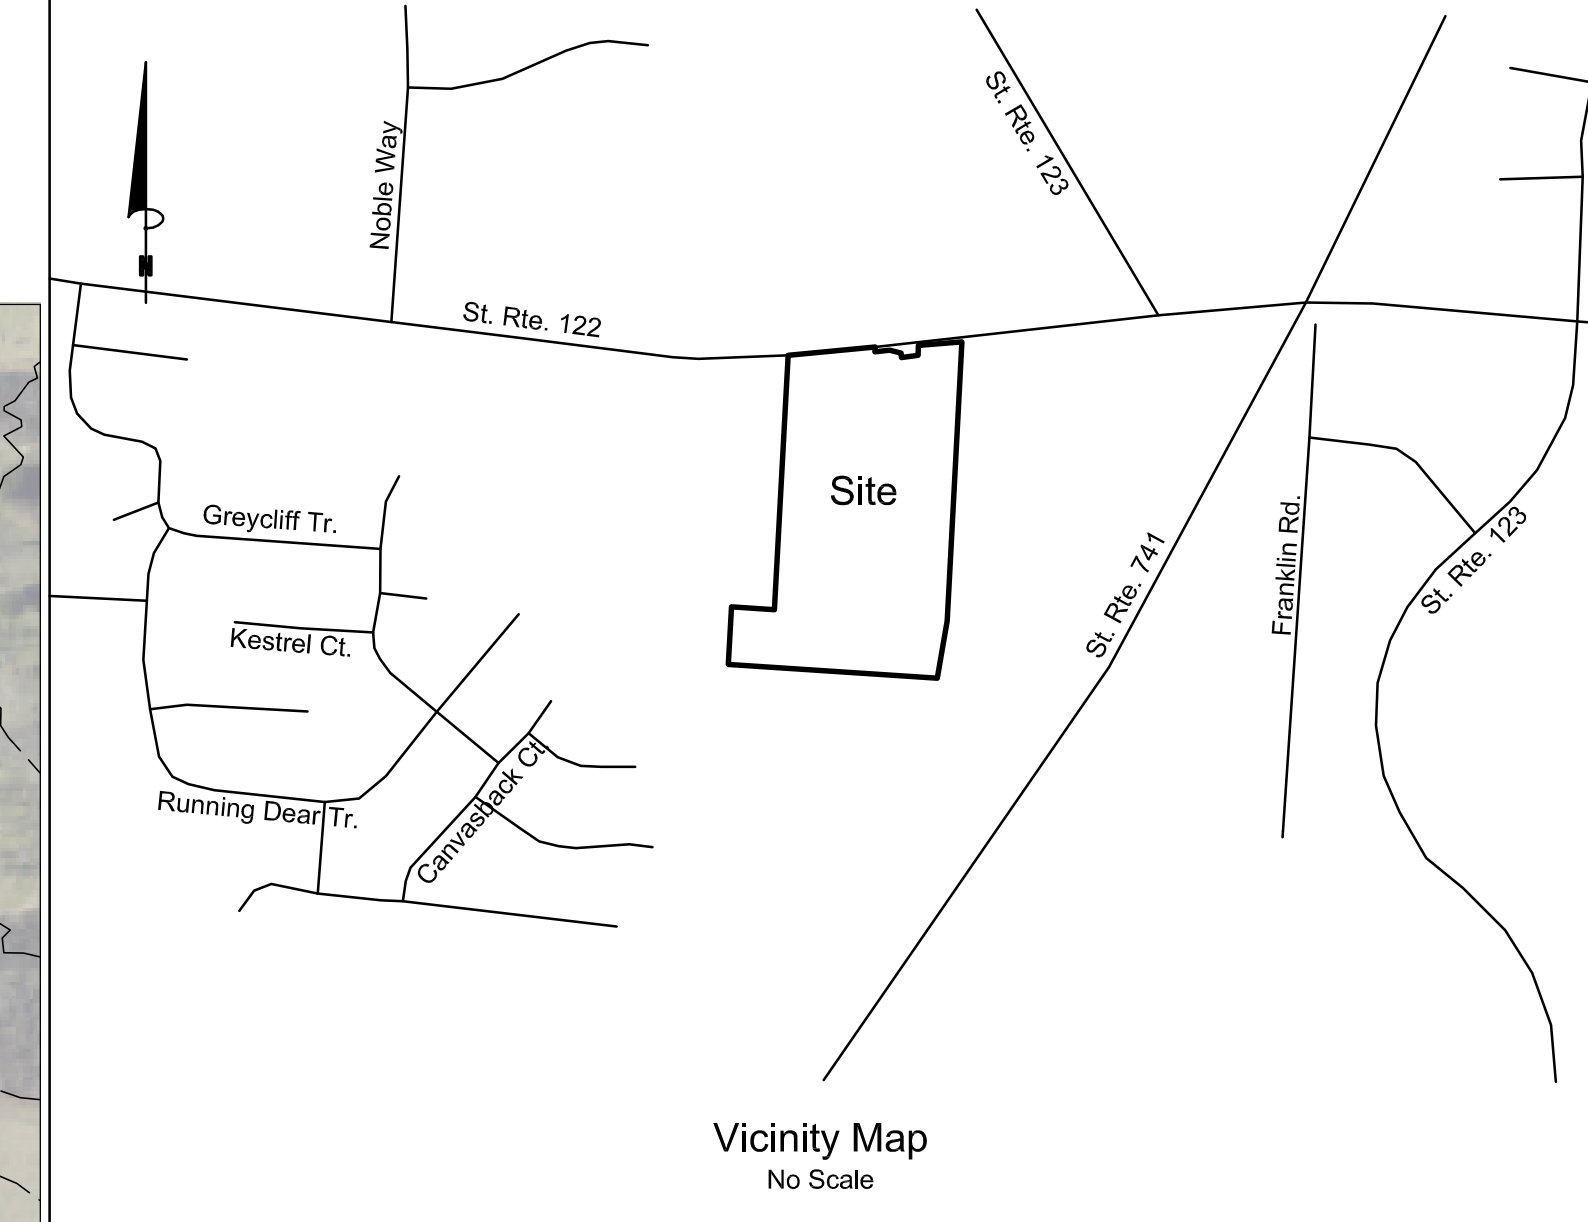 St. Rte. 123
Noble Way
N
St. Rte. 122
Site
Greycliff Tr.
Franklin Rd.
St. Rte. 123
St. Rte. 741
Kestrel Ct.
Canvasback Ct.
Running Dear Tr.
Vicinity Map
No Scale